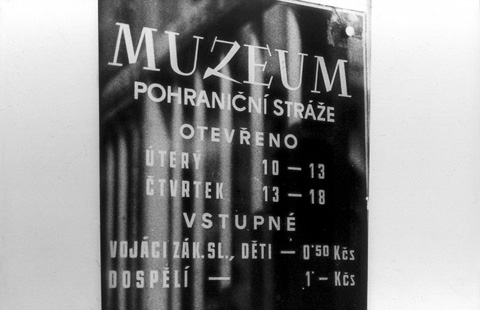 MUZEUM
POHRANIČNÍ STRÁŽE
OTEVŘENO
ÚTERÝ 10 — 13
ČTVRTEK 13 — 18
VSTUPNÉ
VOJÁCI ZÁK. SL., DĚTI — 0'50 Kčs
DOSPĚLÍ — 1'— Kčs